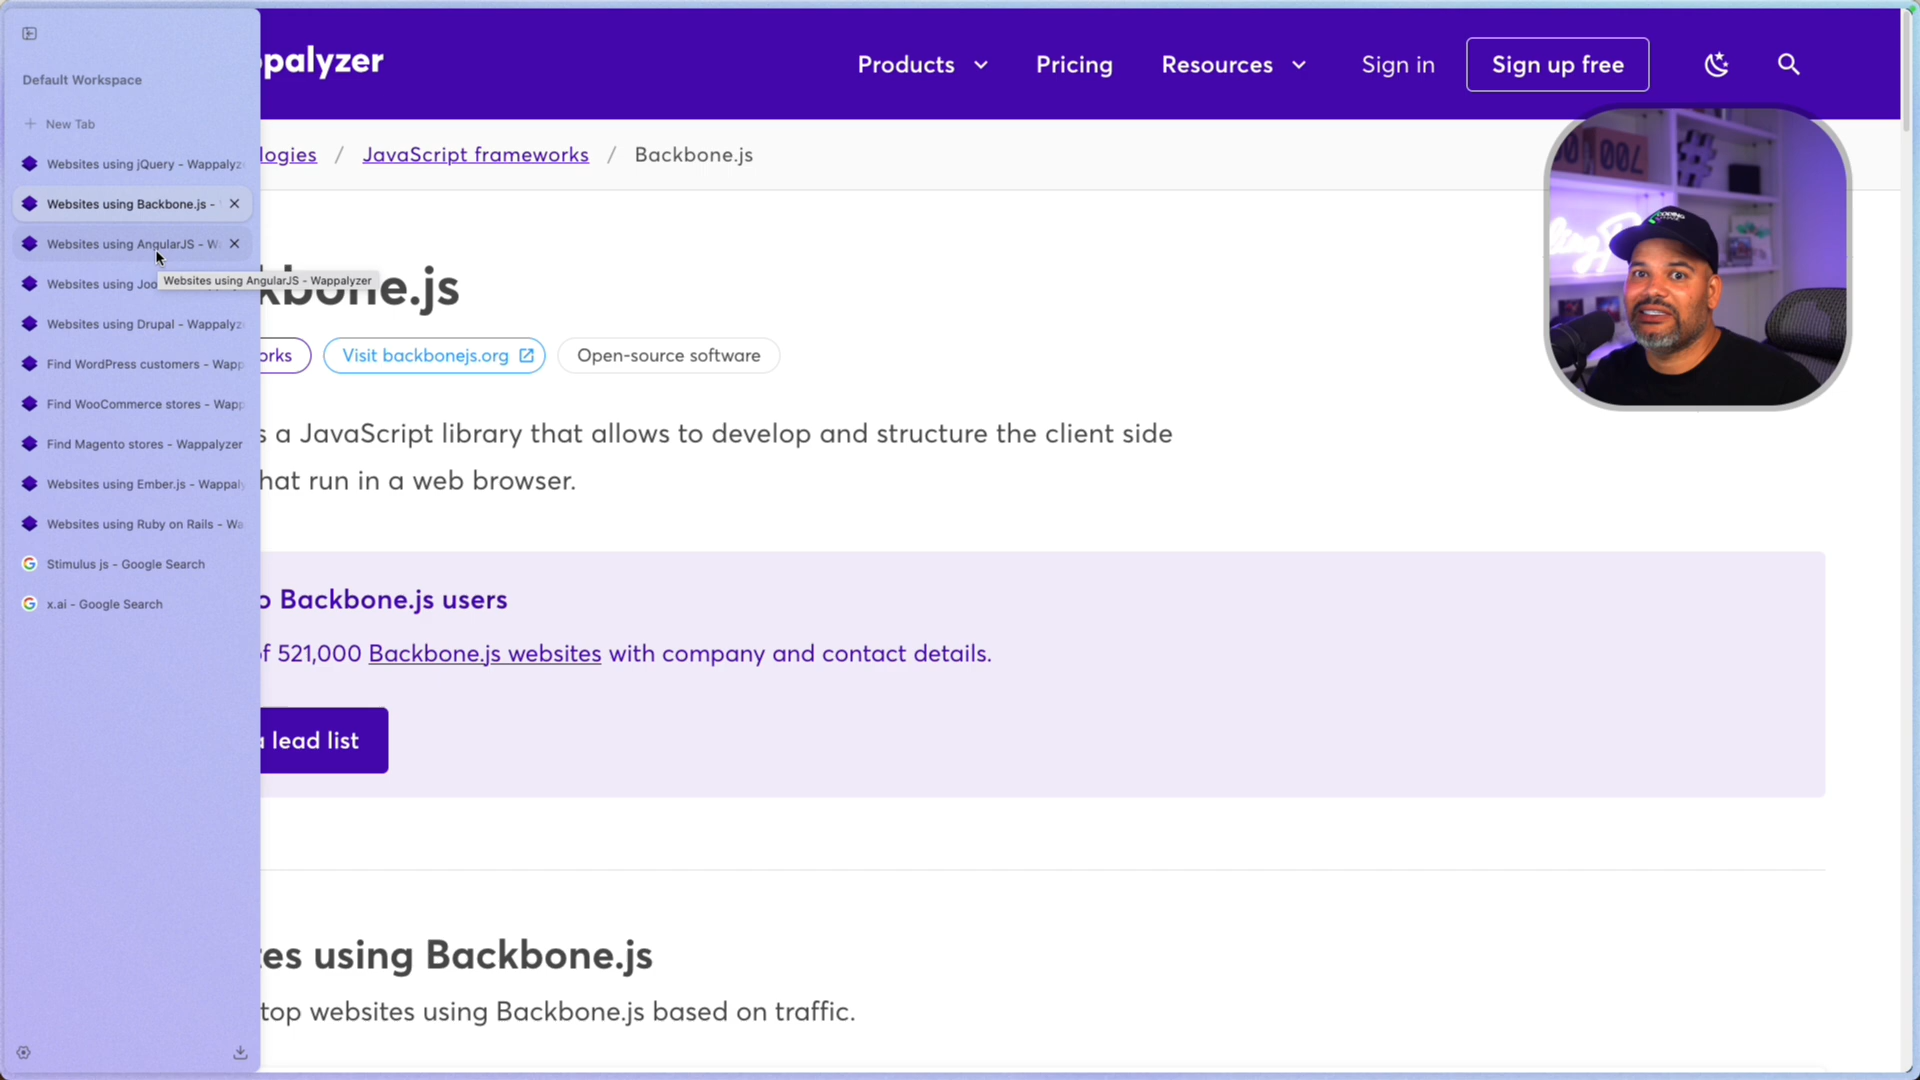 Default Workspace
New Tab
Websites using jQuery - Wappalyz
Websites using Backbone.js -
Websites using AngularJS - W
Websites using Joo
Websites using Drupal - Wappalyz
Find WordPress customers - Wapp
Find WooCommerce stores - Wapp
Find Magento stores - Wappalyzer
Websites using Ember.js - Wappaly
Websites using Ruby on Rails - Wa
Stimulus js - Google Search
x.ai - Google Search
Websites using AngularJS - Wappalyzer
ppalyzer
Products
Pricing
Resources
Sign in
Sign up free
logies / JavaScript frameworks / Backbone.js
kbone.js
orks
Visit backbonejs.org
Open-source software
s a JavaScript library that allows to develop and structure the client side
hat run in a web browser.
o Backbone.js users
of 521,000 Backbone.js websites with company and contact details.
a lead list
tes using Backbone.js
top websites using Backbone.js based on traffic.
#